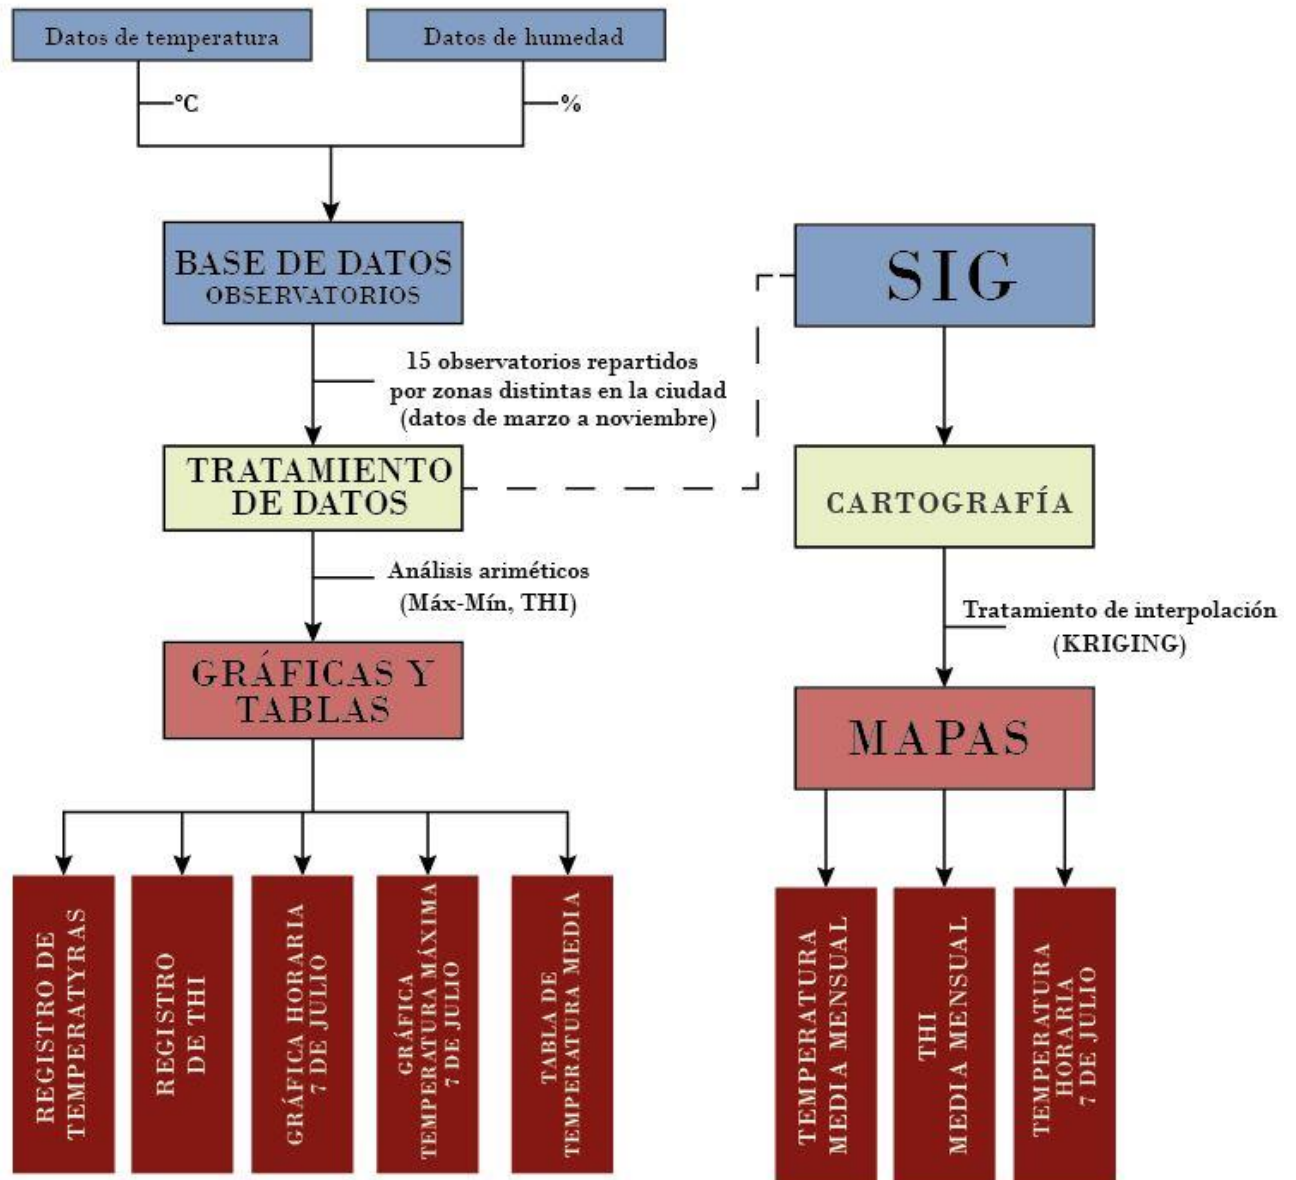 Datos de temperatura
Datos de humedad
°C
%
BASE DE DATOS
OBSERVATORIOS
SIG
15 observatorios repartidos
por zonas distintas en la ciudad
(datos de marzo a noviembre)
TRATAMIENTO
DE DATOS
CARTOGRAFÍA
Análisis ariméticos
(Máx-Mín, THI)
Tratamiento de interpolación
(KRIGING)
GRÁFICAS Y
TABLAS
MAPAS
REGISTRO DE
TEMPERATYRAS
REGISTRO
DE THI
GRÁFICA HORARIA
7 DE JULIO
GRÁFICA
TEMPERATURA MÁXIMA
7 DE JULIO
TABLA DE
TEMPERATURA MEDIA
TEMPERATURA
MEDIA MENSUAL
THI
MEDIA MENSUAL
TEMPERATURA
HORARIA
7 DE JULIO